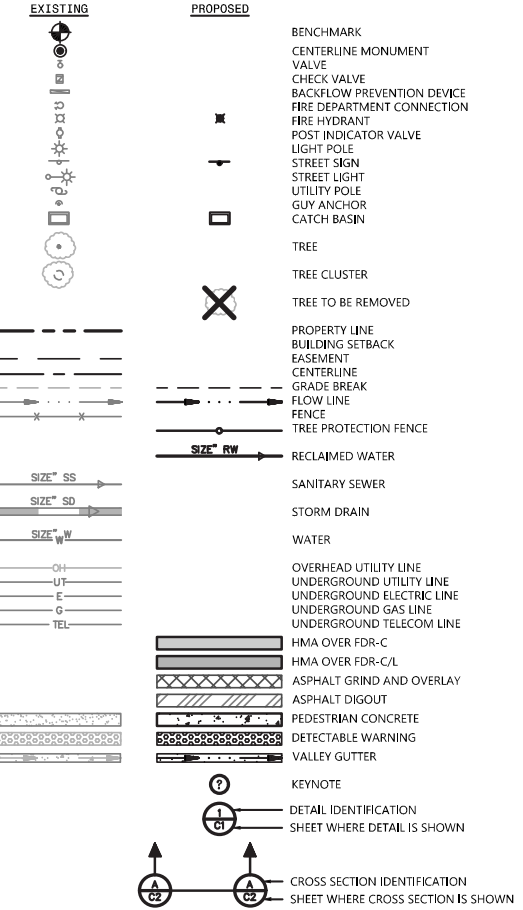 EXISTING PROPOSED
BENCHMARK
CENTERLINE MONUMENT
VALVE
CHECK VALVE
BACKFLOW PREVENTION DEVICE
FIRE DEPARTMENT CONNECTION
FIRE HYDRANT
POST INDICATOR VALVE
LIGHT POLE
STREET SIGN
STREET LIGHT
UTILITY POLE
GUY ANCHOR
CATCH BASIN
TREE
TREE CLUSTER
TREE TO BE REMOVED
PROPERTY LINE
BUILDING SETBACK
EASEMENT
CENTERLINE
GRADE BREAK
FLOW LINE
FENCE
TREE PROTECTION FENCE
SIZE" RW RECLAIMED WATER
SIZE" SS SANITARY SEWER
SIZE" SD STORM DRAIN
SIZE" W W WATER
OH OVERHEAD UTILITY LINE
UT UNDERGROUND UTILITY LINE
E UNDERGROUND ELECTRIC LINE
G UNDERGROUND GAS LINE
TEL UNDERGROUND TELECOM LINE
HMA OVER FDR-C
HMA OVER FDR-C/L
ASPHALT GRIND AND OVERLAY
ASPHALT DIGOUT
PEDESTRIAN CONCRETE
DETECTABLE WARNING
VALLEY GUTTER
? KEYNOTE
1 DETAIL IDENTIFICATION
C1 SHEET WHERE DETAIL IS SHOWN
A A CROSS SECTION IDENTIFICATION
C2 C2 SHEET WHERE CROSS SECTION IS SHOWN